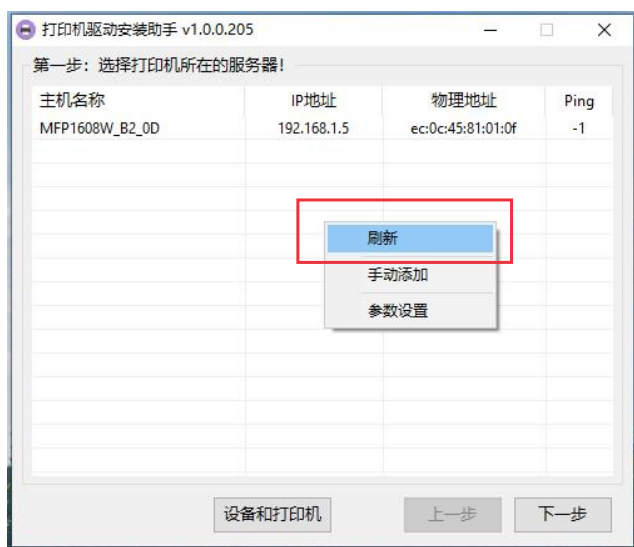 打印机驱动安装助手 v1.0.0.205
第一步：选择打印机所在的服务器！
主机名称 IP地址 物理地址 Ping
MFP1608W_B2_0D 192.168.1.5 ec:0c:45:81:01:0f -1
刷新
手动添加
参数设置
设备和打印机 上一步 下一步